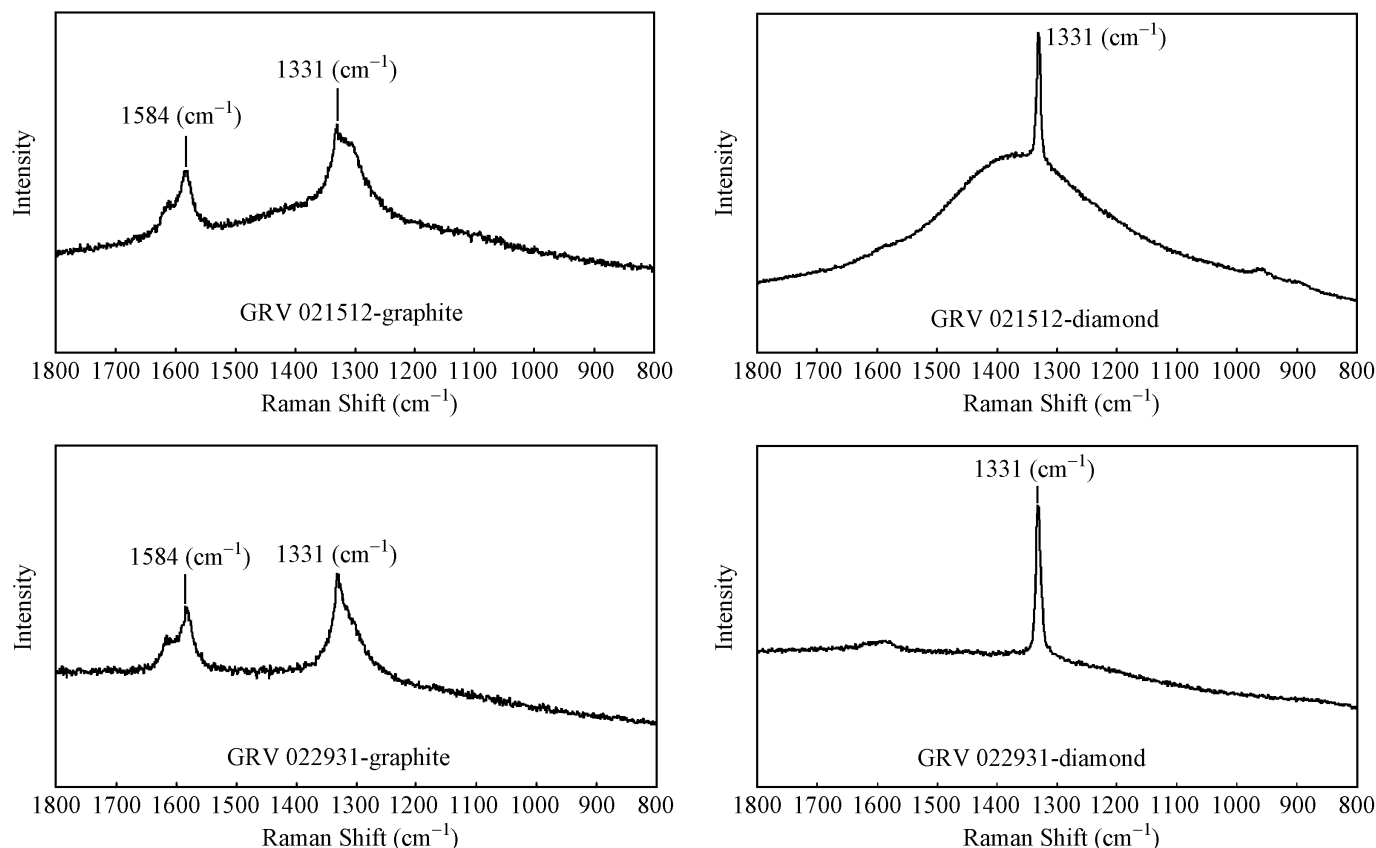 Intensity
1584 (cm⁻¹)
1331 (cm⁻¹)
GRV 021512-graphite
1800 1700 1600 1500 1400 1300 1200 1100 1000 900 800
Raman Shift (cm⁻¹)
Intensity
1331 (cm⁻¹)
GRV 021512-diamond
1800 1700 1600 1500 1400 1300 1200 1100 1000 900 800
Raman Shift (cm⁻¹)
Intensity
1584 (cm⁻¹) 1331 (cm⁻¹)
GRV 022931-graphite
1800 1700 1600 1500 1400 1300 1200 1100 1000 900 800
Raman Shift (cm⁻¹)
Intensity
1331 (cm⁻¹)
GRV 022931-diamond
1800 1700 1600 1500 1400 1300 1200 1100 1000 900 800
Raman Shift (cm⁻¹)